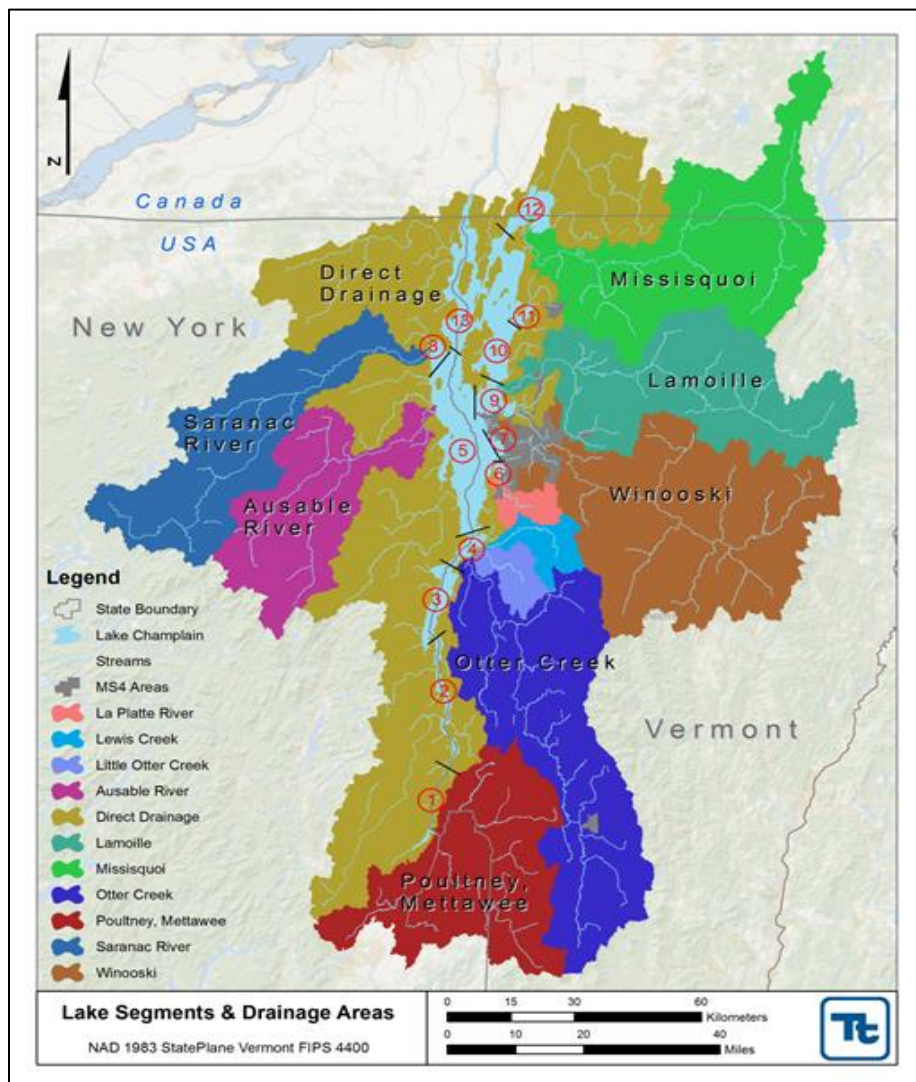 N
Canada
USA
12
Direct
Drainage
Missisquoi
New York
13
11
8
10
Lamoille
9
Saranac
River
7
5
6
Winooski
Ausable
River
4
Legend
3
State Boundary
Lake Champlain
Otter Creek
Streams
MS4 Areas
2
La Platte River
Vermont
Lewis Creek
Little Otter Creek
Ausable River
1
Direct Drainage
Lamoille
Missisquoi
Otter Creek
Poultney,
Mettawee
Poultney, Mettawee
Saranac River
Winooski
Lake Segments & Drainage Areas
NAD 1983 StatePlane Vermont FIPS 4400
0 15 30 60
Kilometers
0 10 20 40
Miles
Tt